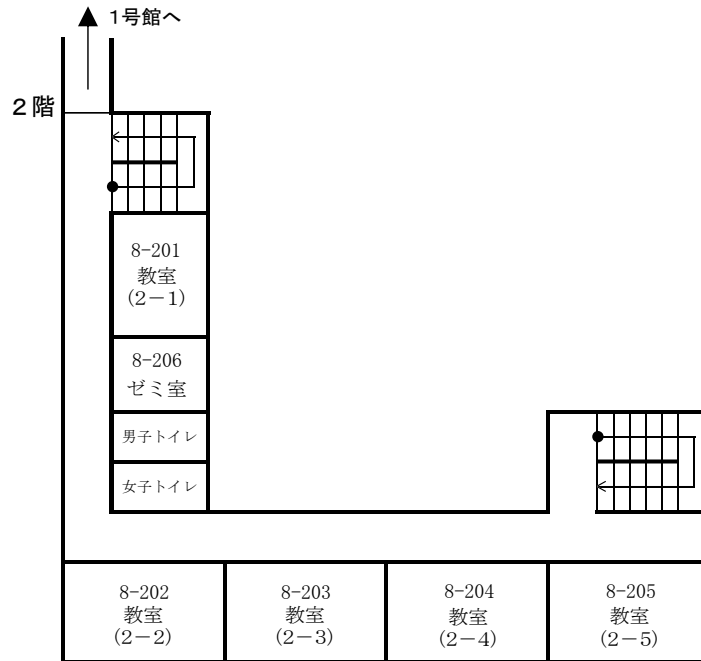 1号館へ
2階
8-201
教室
(2－1)
8-206
ゼミ室
男子トイレ
女子トイレ
8-202
教室
(2－2)
8-203
教室
(2－3)
8-204
教室
(2－4)
8-205
教室
(2－5)